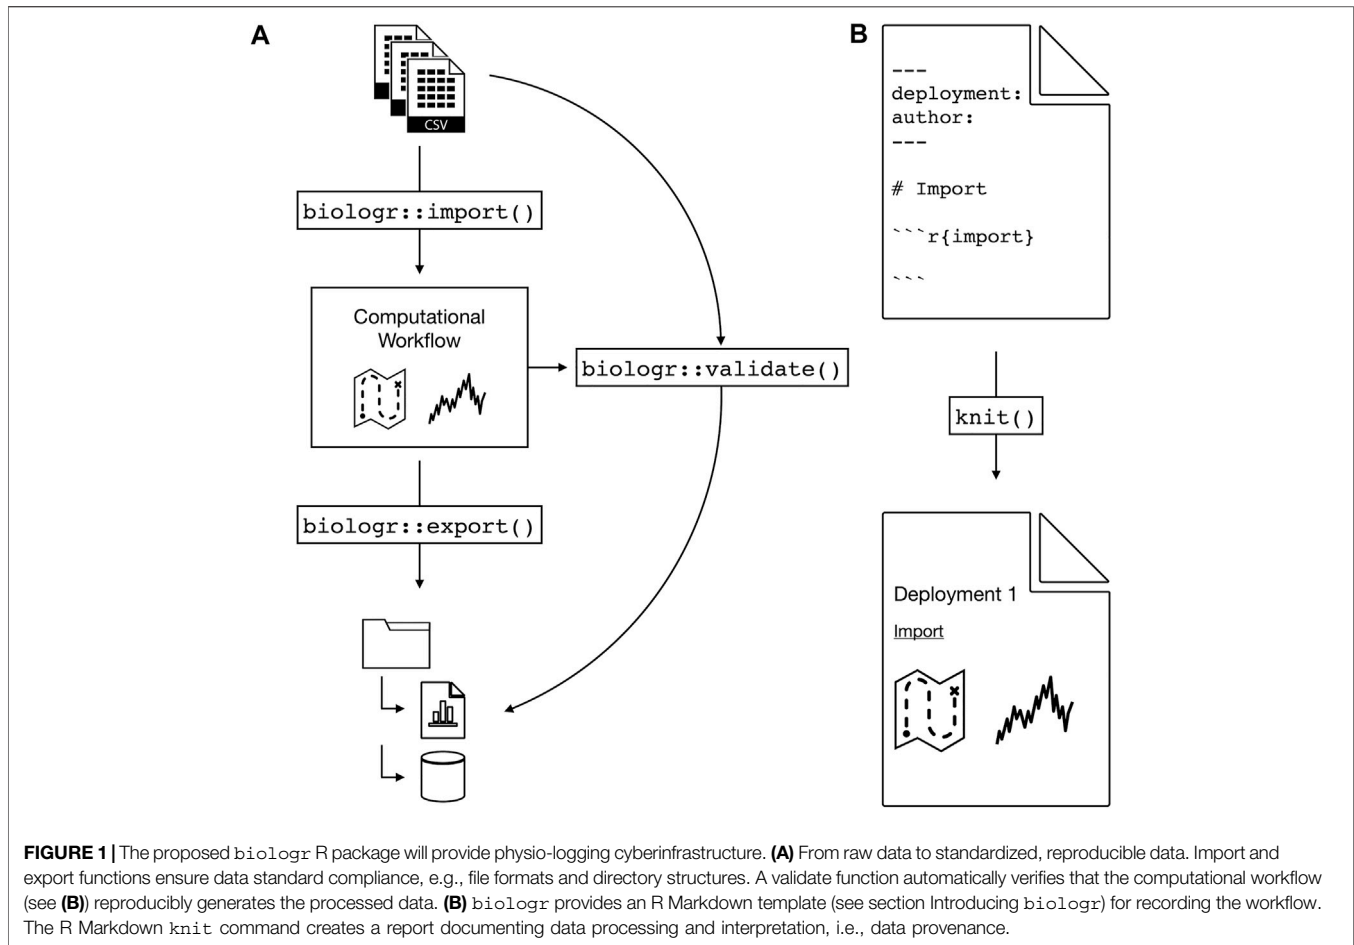 A
CSV
biologr::import()
Computational
Workflow
biologr::validate()
biologr::export()
B
---
deployment:
author:
---
# Import
```r{import}
```
knit()
Deployment 1
Import
FIGURE 1 | The proposed biologr R package will provide physio-logging cyberinfrastructure. (A) From raw data to standardized, reproducible data. Import and
export functions ensure data standard compliance, e.g., file formats and directory structures. A validate function automatically verifies that the computational workflow
(see (B)) reproducibly generates the processed data. (B) biologr provides an R Markdown template (see section Introducing biologr) for recording the workflow.
The R Markdown knit command creates a report documenting data processing and interpretation, i.e., data provenance.